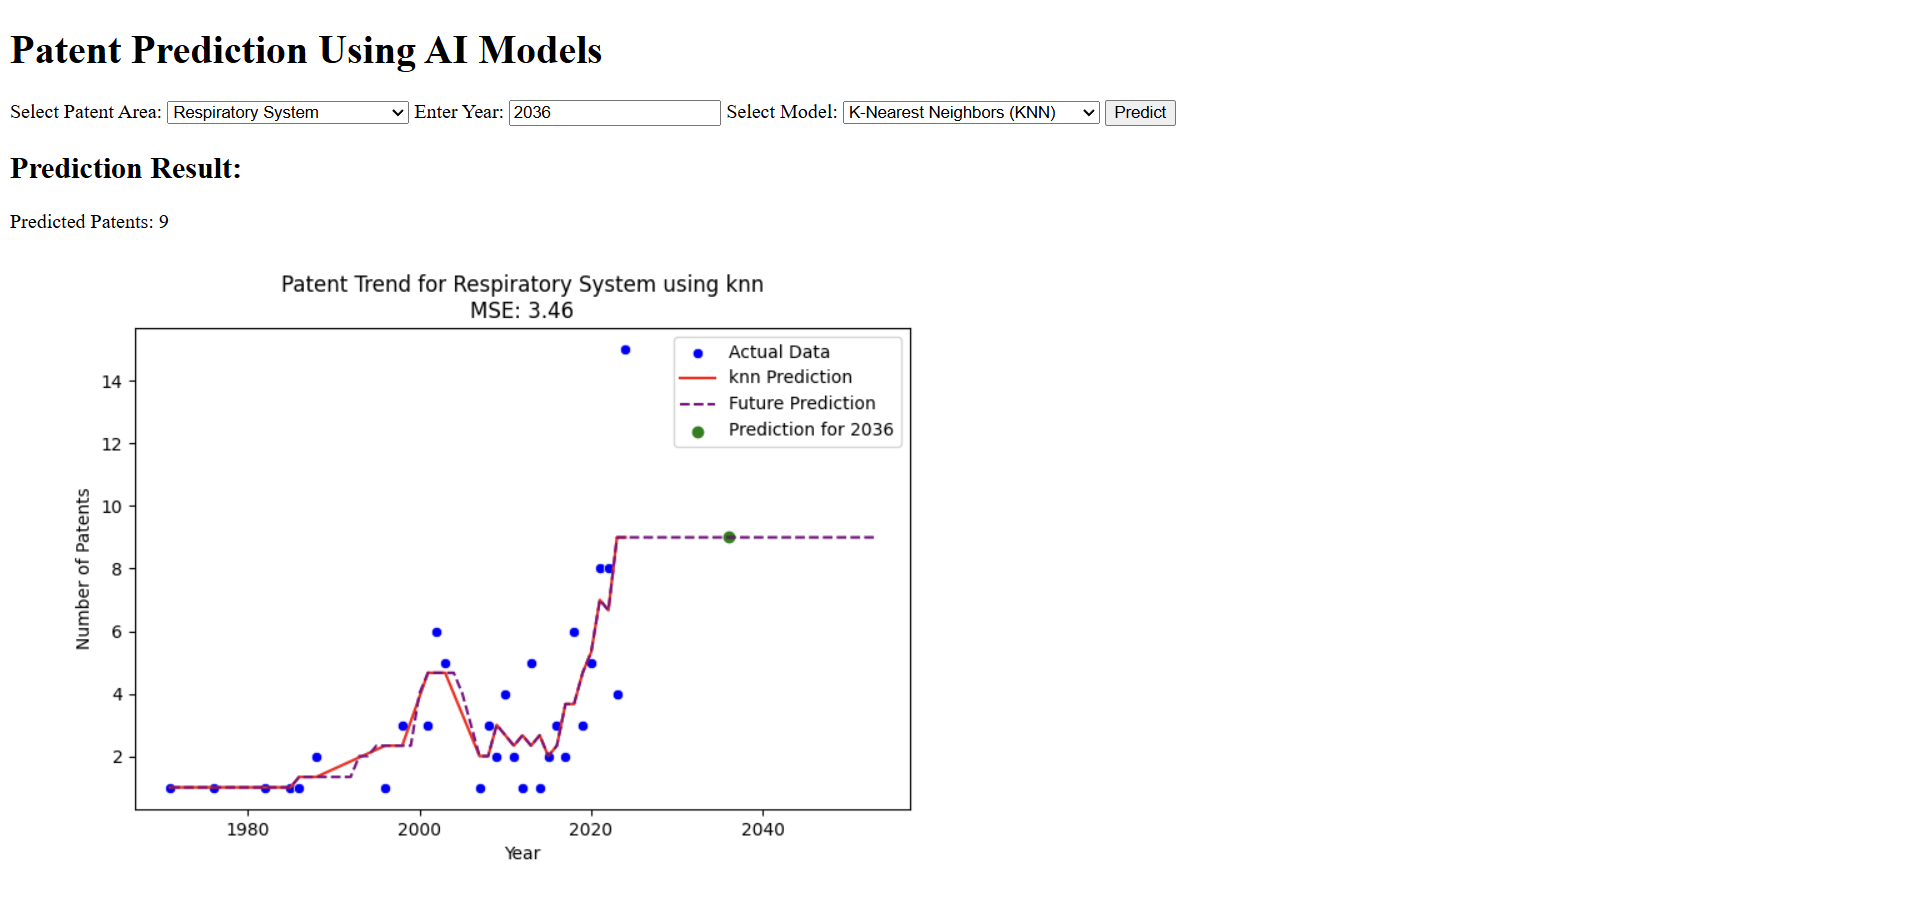 Patent Prediction Using AI Models
Select Patent Area: Respiratory System Enter Year: 2036 Select Model: K-Nearest Neighbors (KNN) Predict
Prediction Result:
Predicted Patents: 9
Patent Trend for Respiratory System using knn
MSE: 3.46
Actual Data
knn Prediction
Future Prediction
Prediction for 2036
14
12
10
8
6
4
2
Number of Patents
1980 2000 2020 2040
Year